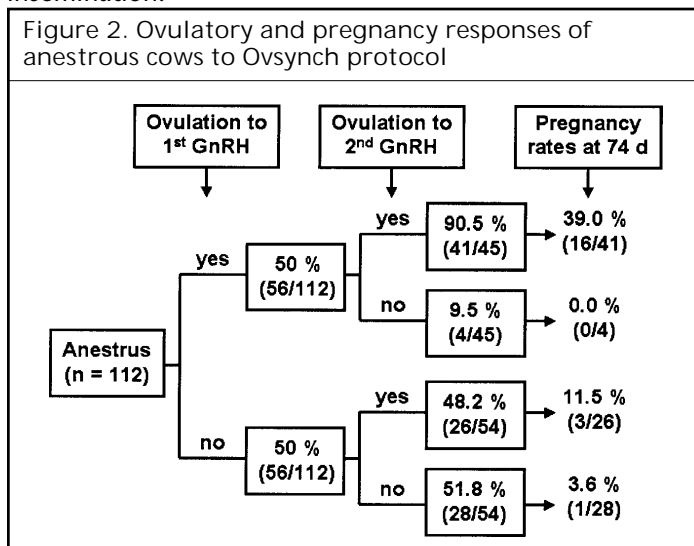 Insemination.
Figure 2. Ovulatory and pregnancy responses of
anestrous cows to Ovsynch protocol
Ovulation to
1st GnRH
Ovulation to
2nd GnRH
Pregnancy
rates at 74 d
Anestrus
(n = 112)
yes
50 %
(56/112)
yes
90.5 %
(41/45)
39.0 %
(16/41)
no
9.5 %
(4/45)
0.0 %
(0/4)
no
50 %
(56/112)
yes
48.2 %
(26/54)
11.5 %
(3/26)
no
51.8 %
(28/54)
3.6 %
(1/28)